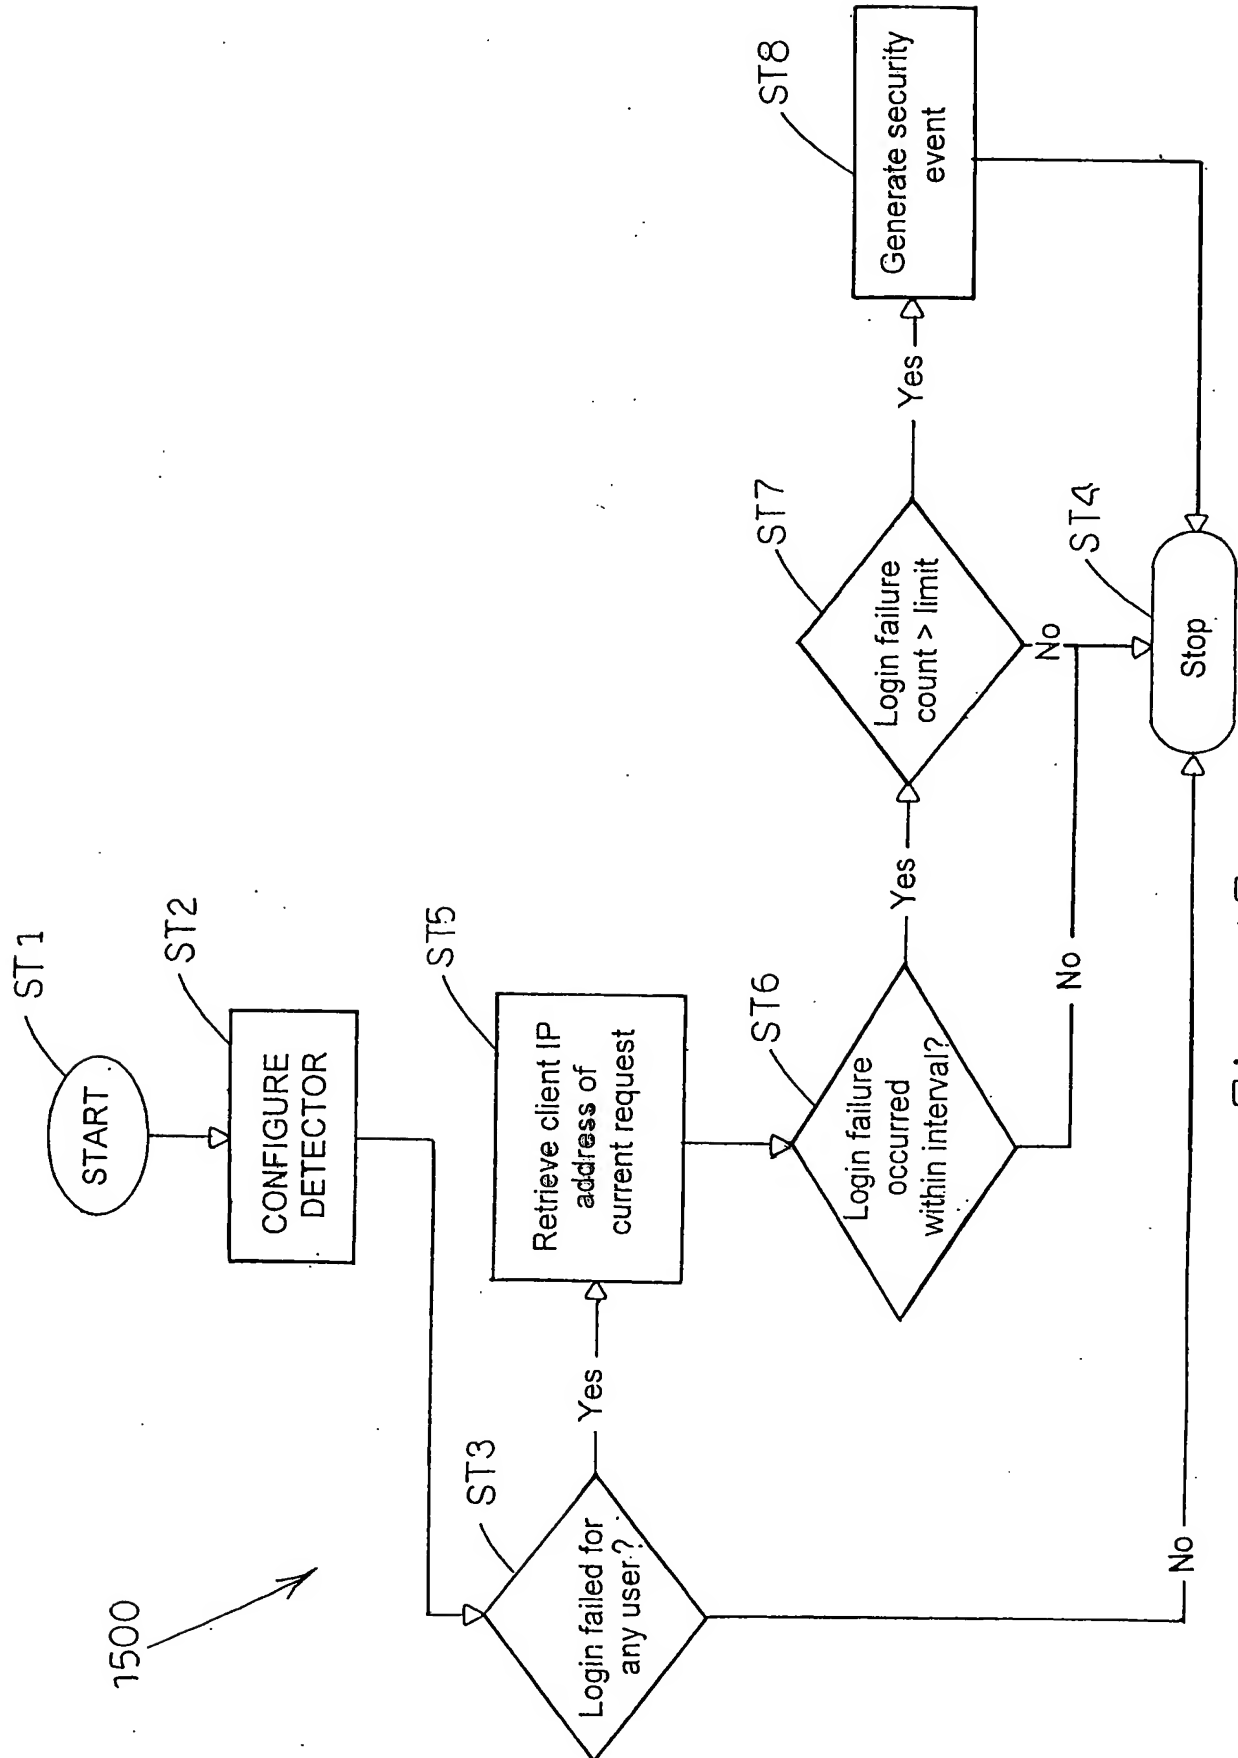 1500
ST1
START
ST2
CONFIGURE
DETECTOR
ST3
Login failed for
any user?
Yes
No
ST5
Retrieve client IP
address of
current request
ST6
Login failure
occurred
within interval?
Yes
No
ST7
Login failure
count > limit
Yes
No
ST8
Generate security
event
ST4
Stop